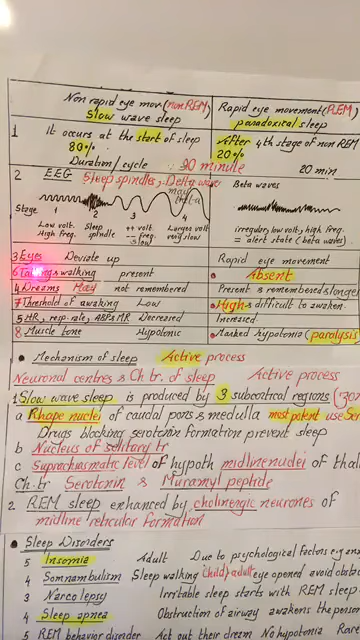 Non rapid eye mov. (non REM) Slow wave sleep
Rapid eye movement (REM) paradoxical sleep
1 It occurs at the start of sleep 80%
After 4th stage of non REM 20%
Duration/cycle 90 minute
20 min
2 EEG Sleep spindles, Delta wave
Beta waves
Stage 1 2 3 4
Low volt. High freq.
Sleep spindle
++ volt -- freq. slow
Largest volt very slow
irregular, low volt, high freq. = alert state (beta waves)
3 Eyes Deviate up
Rapid eye movement
6 Talking & walking present
Absent
4 Dreams May not remembered
Present & remembered & longer
7 Threshold of awaking Low
High & difficult to awaken
5 HR, resp. rate, ABP & MR Decreased
Increased
8 Muscle tone Hypotonic
Marked hypotonia (paralysis
Mechanism of sleep Active process
Neuronal centres & Ch. tr. of sleep Active process
1 Slow wave sleep is produced by 3 subcortical regions
a Rhape nuclei of caudal pons & medulla most potent use
Drugs blocking serotonin formation prevent sleep
b Nucleus of solitary tr
c Suprachiasmatic level of hypoth midline nuclei of thal
Ch. tr Serotonin & Muramyl peptide
2 REM sleep enhanced by cholinergic neurones of
midline reticular formation
Sleep Disorders
5 Insomia Adult Due to psychological factors e.g
4 Somnambulism Sleep walking Child, adult eye opened avoid obsta
3 Narcolepsy Irritable sleep starts with REM sleep
4 Sleep apnea Obstruction of airway awakens the person
5 REM behavior disorder Act out their dream No hypotonia